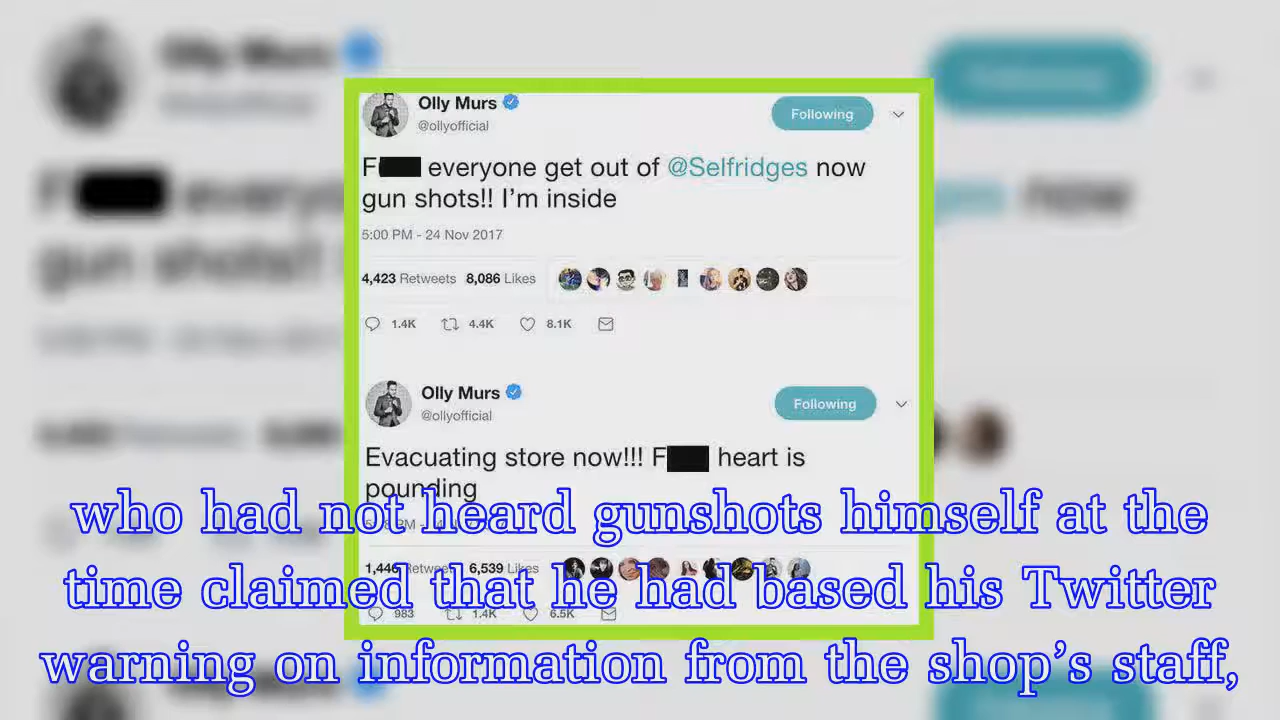 Olly Murs
@ollyofficial
Following
F everyone get out of @Selfridges now
gun shots!! I'm inside
5:00 PM - 24 Nov 2017
4,423 Retweets 8,086 Likes
1.4K 4.4K 8.1K
Olly Murs
@ollyofficial
Following
Evacuating store now!!! F heart is
pounding
1,446 Retweets 6,539 Likes
983 1.4K 6.5K
who had not heard gunshots himself at the
time claimed that he had based his Twitter
warning on information from the shop's staff,